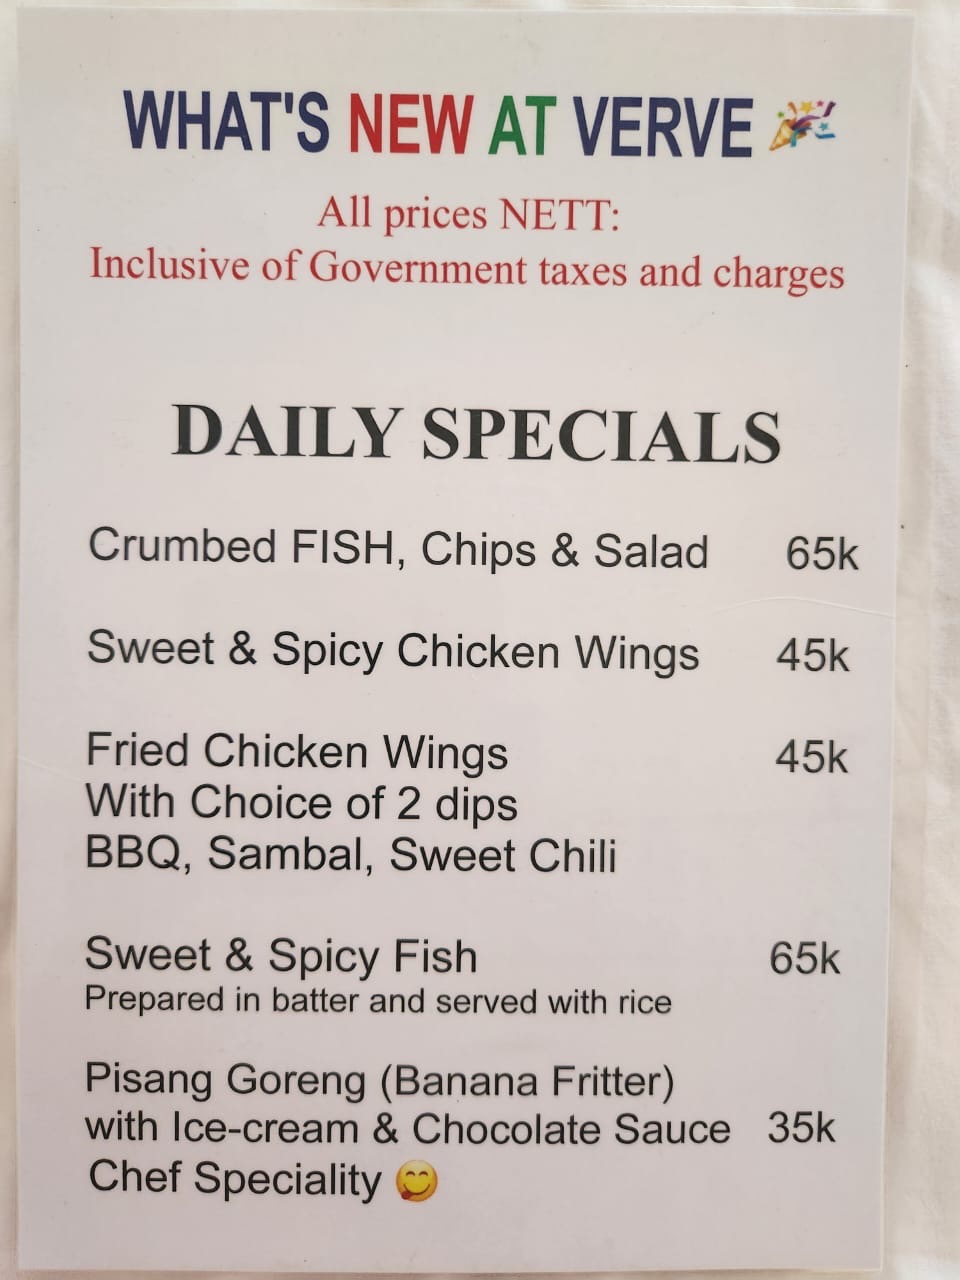 WHAT'S NEW AT VERVE 🎉
All prices NETT:
Inclusive of Government taxes and charges
DAILY SPECIALS
Crumbed FISH, Chips & Salad 65k
Sweet & Spicy Chicken Wings 45k
Fried Chicken Wings 45k
With Choice of 2 dips
BBQ, Sambal, Sweet Chili
Sweet & Spicy Fish 65k
Prepared in batter and served with rice
Pisang Goreng (Banana Fritter)
with Ice-cream & Chocolate Sauce 35k
Chef Speciality 😋